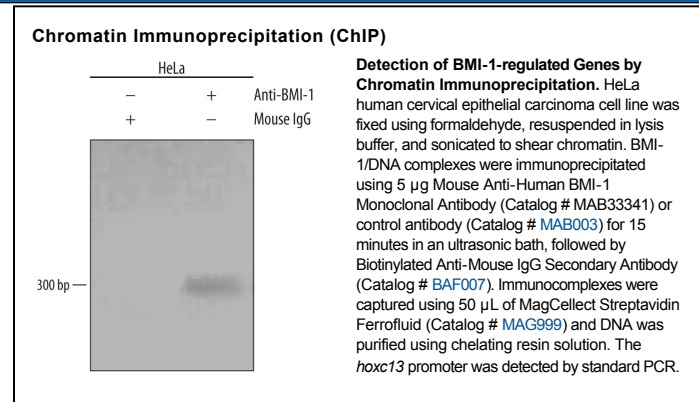 Chromatin Immunoprecipitation (ChIP)
HeLa
− + Anti-BMI-1
+ − Mouse IgG
300 bp
Detection of BMI-1-regulated Genes by
Chromatin Immunoprecipitation. HeLa
human cervical epithelial carcinoma cell line was
fixed using formaldehyde, resuspended in lysis
buffer, and sonicated to shear chromatin. BMI-
1/DNA complexes were immunoprecipitated
using 5 µg Mouse Anti-Human BMI-1
Monoclonal Antibody (Catalog # MAB33341) or
control antibody (Catalog # MAB003) for 15
minutes in an ultrasonic bath, followed by
Biotinylated Anti-Mouse IgG Secondary Antibody
(Catalog # BAF007). Immunocomplexes were
captured using 50 µL of MagCellect Streptavidin
Ferrofluid (Catalog # MAG999) and DNA was
purified using chelating resin solution. The
hoxc13 promoter was detected by standard PCR.